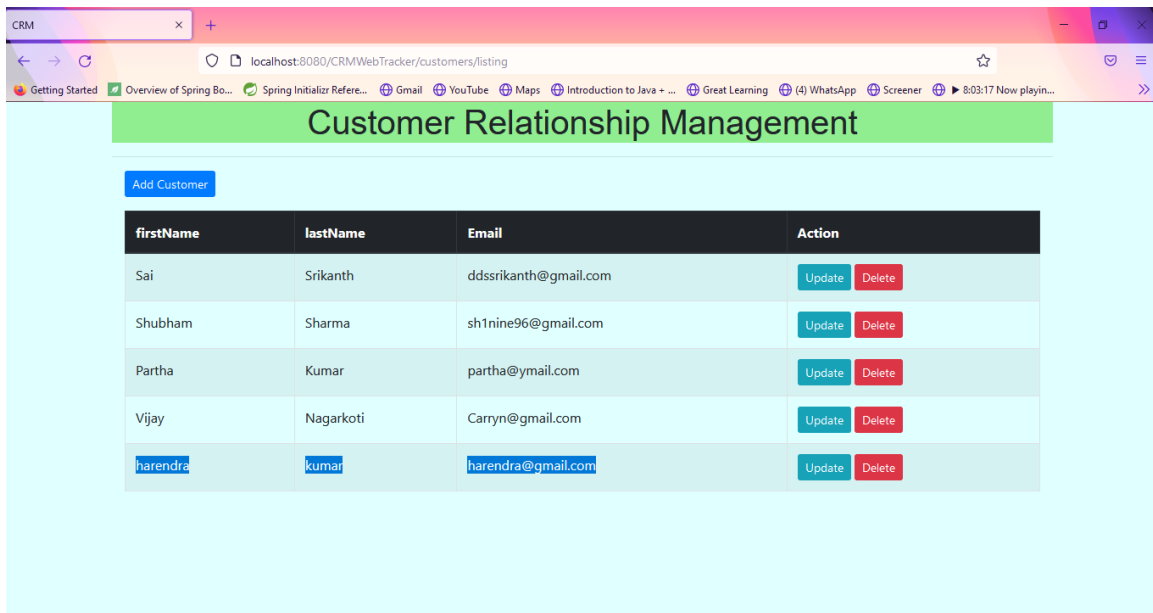 CRM
localhost:8080/CRMWebTracker/customers/listing
Getting Started Overview of Spring Bo... Spring Initializr Refere... Gmail YouTube Maps Introduction to Java + ... Great Learning (4) WhatsApp Screener ▶ 8:03:17 Now playin...
Customer Relationship Management
Add Customer
firstName lastName Email Action
Sai Srikanth ddssrikanth@gmail.com Update Delete
Shubham Sharma sh1nine96@gmail.com Update Delete
Partha Kumar partha@ymail.com Update Delete
Vijay Nagarkoti Carryn@gmail.com Update Delete
harendra kumar harendra@gmail.com Update Delete